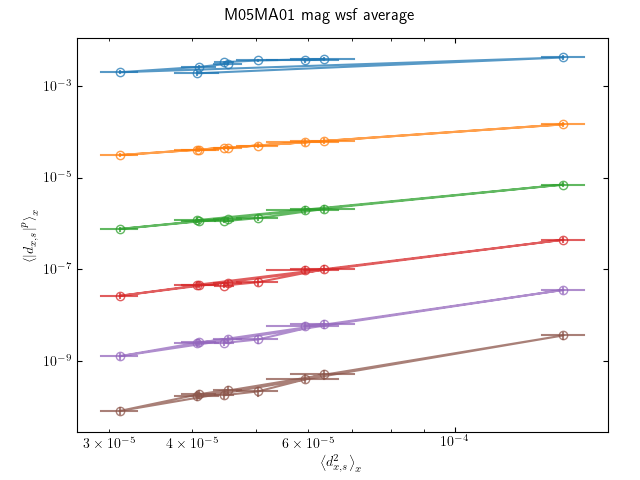 M05MA01 mag wsf average
10⁻³
10⁻⁵
10⁻⁷
10⁻⁹
⟨|d_{x,s}|^p⟩_x
3 × 10⁻⁵ 4 × 10⁻⁵ 6 × 10⁻⁵ 10⁻⁴
⟨d²_{x,s}⟩_x